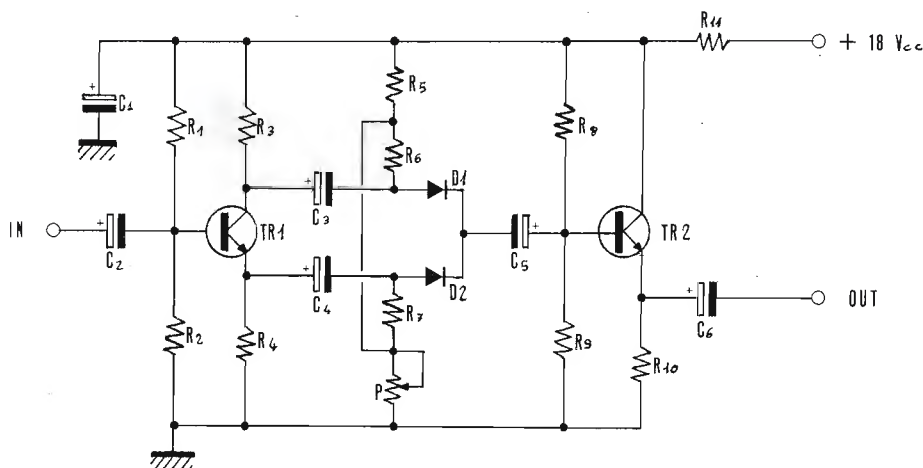 R11
+ 18 Vcc
R5
C1
R1
R3
R8
R6
D1
C3
IN
TR1
TR2
C2
C5
D2
C4
OUT
R7
C6
R2
R4
R9
R10
P
+
+
+
+
+
+